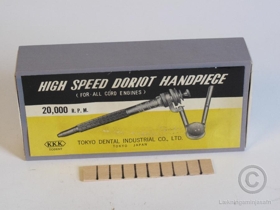 HIGH SPEED DORIOT HANDPIECE
(FOR ALL CORD ENGINES)
20,000 R. P. M.
KKK
TOKYO DENTAL INDUSTRIAL CO., LTD.
TOKYO JAPAN